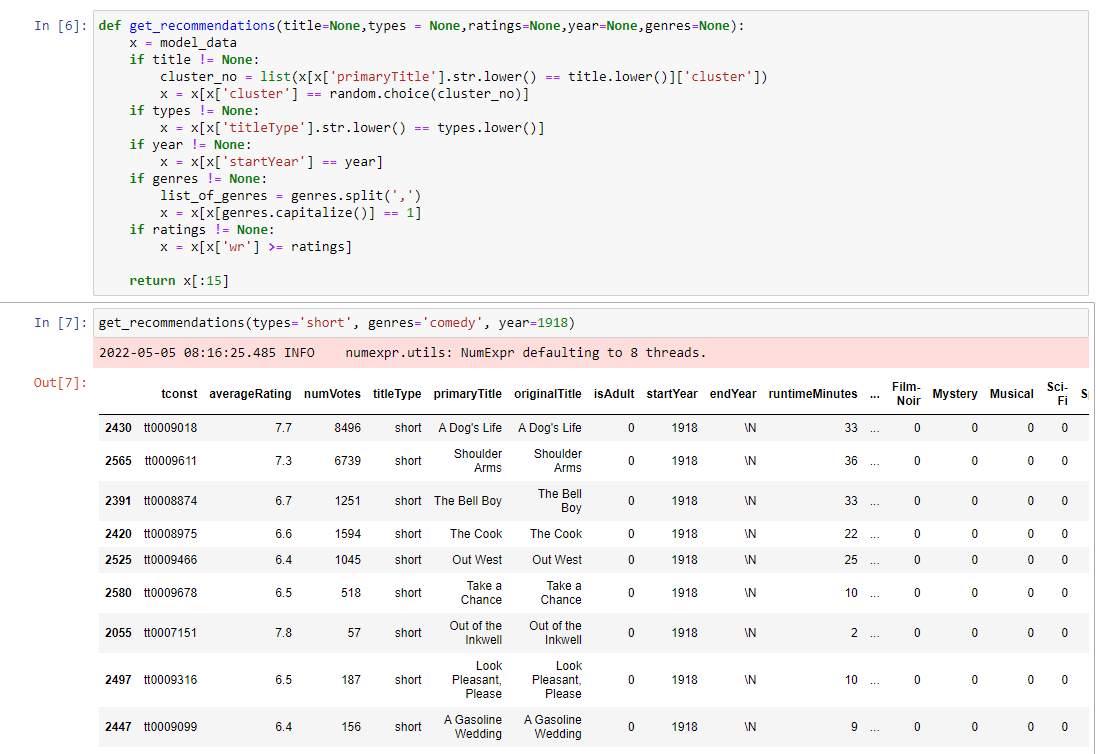 In [6]: def get_recommendations(title=None,types = None,ratings=None,year=None,genres=None):
    x = model_data
    if title != None:
        cluster_no = list(x[x['primaryTitle'].str.lower() == title.lower()]['cluster'])
        x = x[x['cluster'] == random.choice(cluster_no)]
    if types != None:
        x = x[x['titleType'].str.lower() == types.lower()]
    if year != None:
        x = x[x['startYear'] == year]
    if genres != None:
        list_of_genres = genres.split(',')
        x = x[x[genres.capitalize()] == 1]
    if ratings != None:
        x = x[x['wr'] >= ratings]
    return x[:15]
In [7]: get_recommendations(types='short', genres='comedy', year=1918)
2022-05-05 08:16:25.485 INFO    numexpr.utils: NumExpr defaulting to 8 threads.
Out[7]:
tconst averageRating numVotes titleType primaryTitle originalTitle isAdult startYear endYear runtimeMinutes ... Film-Noir Mystery Musical Sci-Fi S
2430 tt0009018 7.7 8496 short A Dog's Life A Dog's Life 0 1918 \N 33 ... 0 0 0 0
2565 tt0009611 7.3 6739 short Shoulder Arms Shoulder Arms 0 1918 \N 36 ... 0 0 0 0
2391 tt0008874 6.7 1251 short The Bell Boy The Bell Boy 0 1918 \N 33 ... 0 0 0 0
2420 tt0008975 6.6 1594 short The Cook The Cook 0 1918 \N 22 ... 0 0 0 0
2525 tt0009466 6.4 1045 short Out West Out West 0 1918 \N 25 ... 0 0 0 0
2580 tt0009678 6.5 518 short Take a Chance Take a Chance 0 1918 \N 10 ... 0 0 0 0
2055 tt0007151 7.8 57 short Out of the Inkwell Out of the Inkwell 0 1918 \N 2 ... 0 0 0 0
2497 tt0009316 6.5 187 short Look Pleasant, Please Look Pleasant, Please 0 1918 \N 10 ... 0 0 0 0
2447 tt0009099 6.4 156 short A Gasoline Wedding A Gasoline Wedding 0 1918 \N 9 ... 0 0 0 0